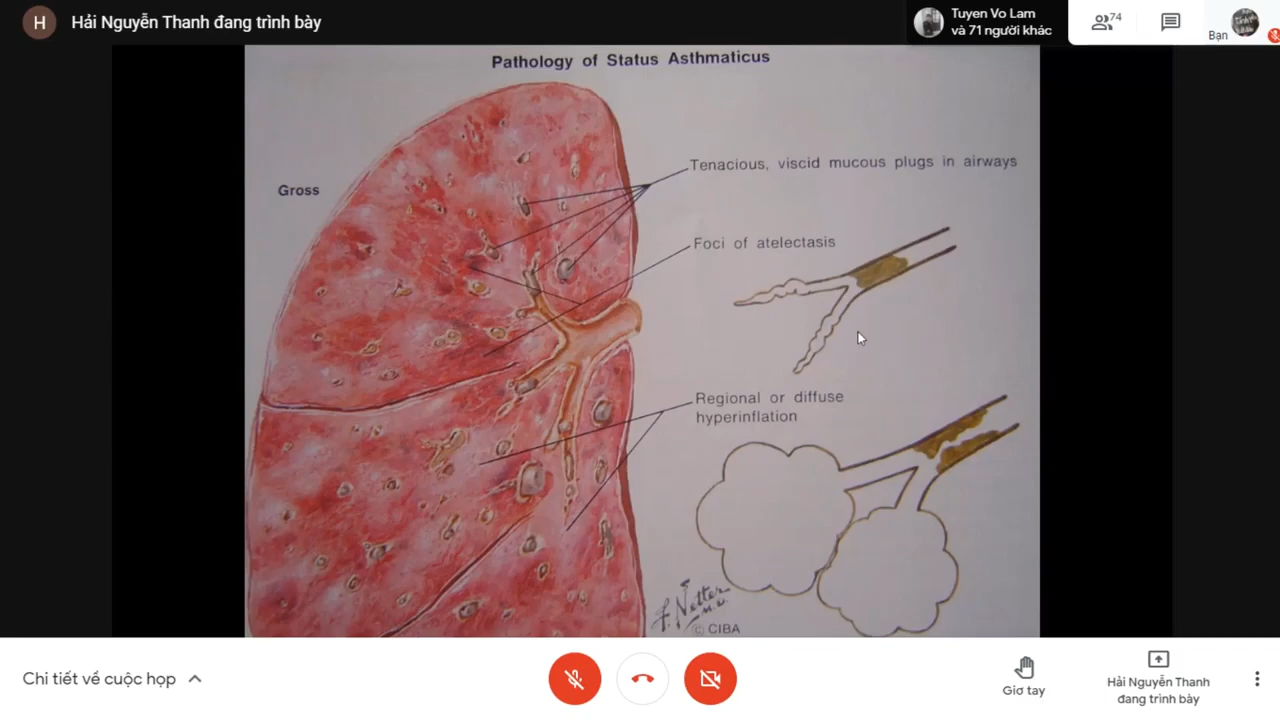 H
Hải Nguyễn Thanh đang trình bày
Tuyen Vo Lam
và 71 người khác
74
Bạn
Pathology of Status Asthmaticus
Gross
Tenacious, viscid mucous plugs in airways
Foci of atelectasis
Regional or diffuse
hyperinflation
F. Netter
M.D.
© CIBA
Chi tiết về cuộc họp
Giơ tay
Hải Nguyễn Thanh
đang trình bày